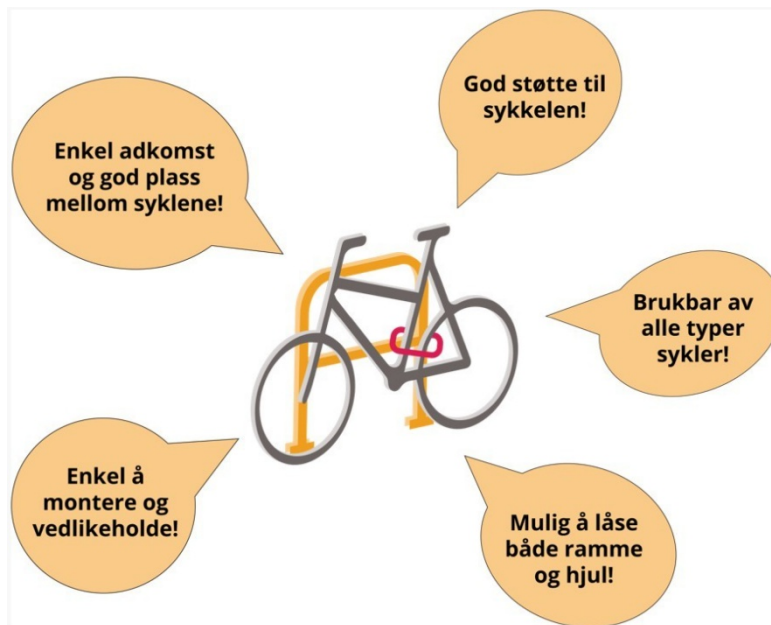 God støtte til
sykkelen!
Enkel adkomst
og god plass
mellom syklene!
Brukbar av
alle typer
sykler!
Enkel å
montere og
vedlikeholde!
Mulig å låse
både ramme
og hjul!